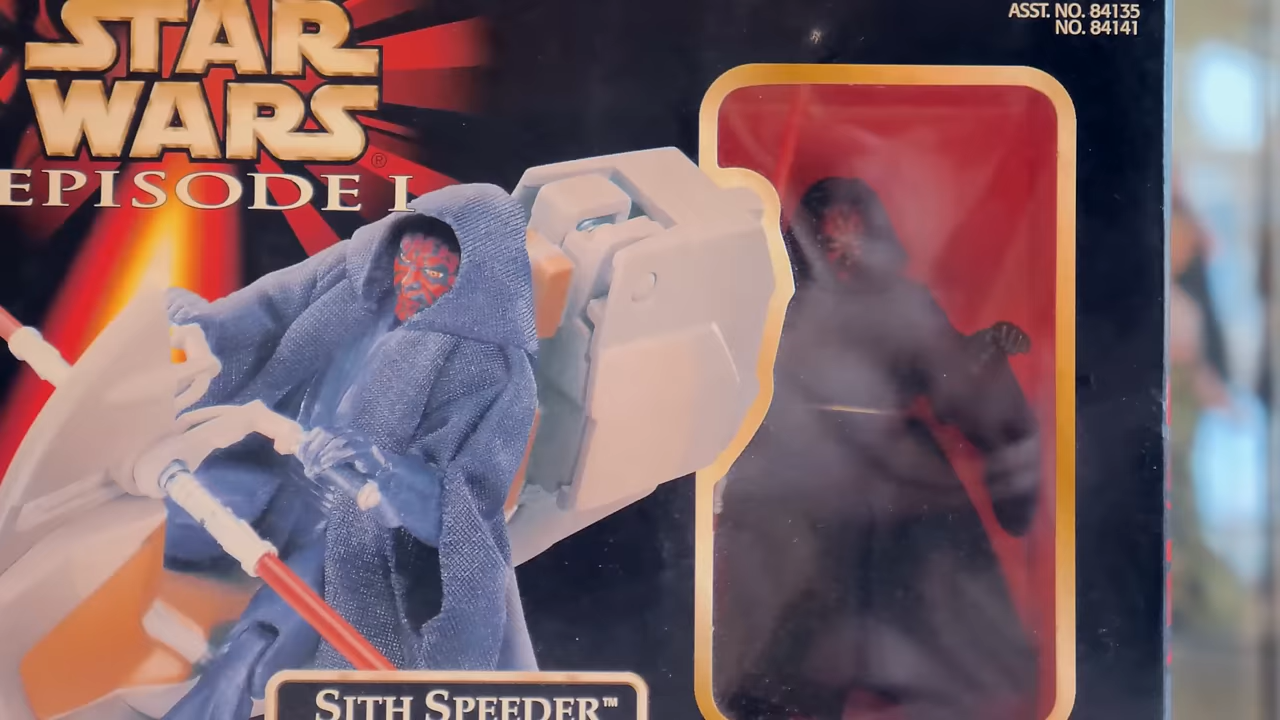 STAR
WARS®
EPISODE I
ASST. NO. 84135
NO. 84141
SITH SPEEDER™